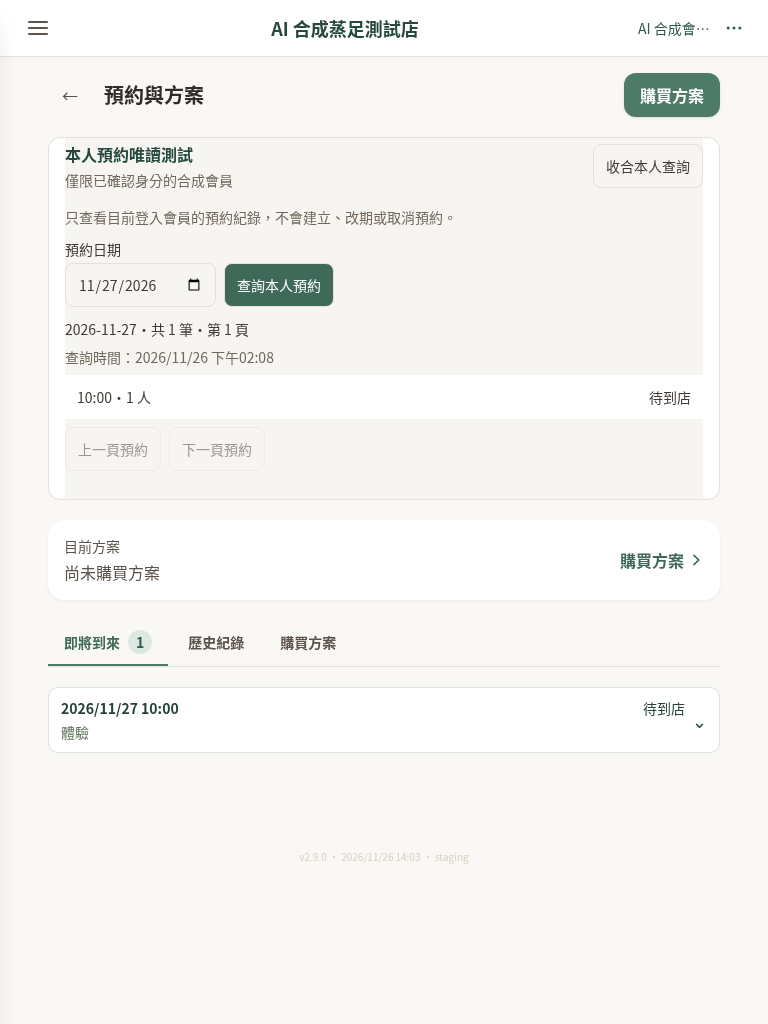 AI 合成蒸足測試店
AI 合成會…
預約與方案
購買方案
本人預約唯讀測試
僅限已確認身分的合成會員
收合本人查詢
只查看目前登入會員的預約紀錄，不會建立、改期或取消預約。
預約日期
11/27/2026
查詢本人預約
2026-11-27・共 1 筆・第 1 頁
查詢時間：2026/11/26 下午02:08
10:00・1 人
待到店
上一頁預約
下一頁預約
目前方案
尚未購買方案
購買方案
即將到來 1
歷史紀錄
購買方案
2026/11/27 10:00
待到店
體驗
v2.9.0 ・ 2026/11/26 14:03 ・ staging